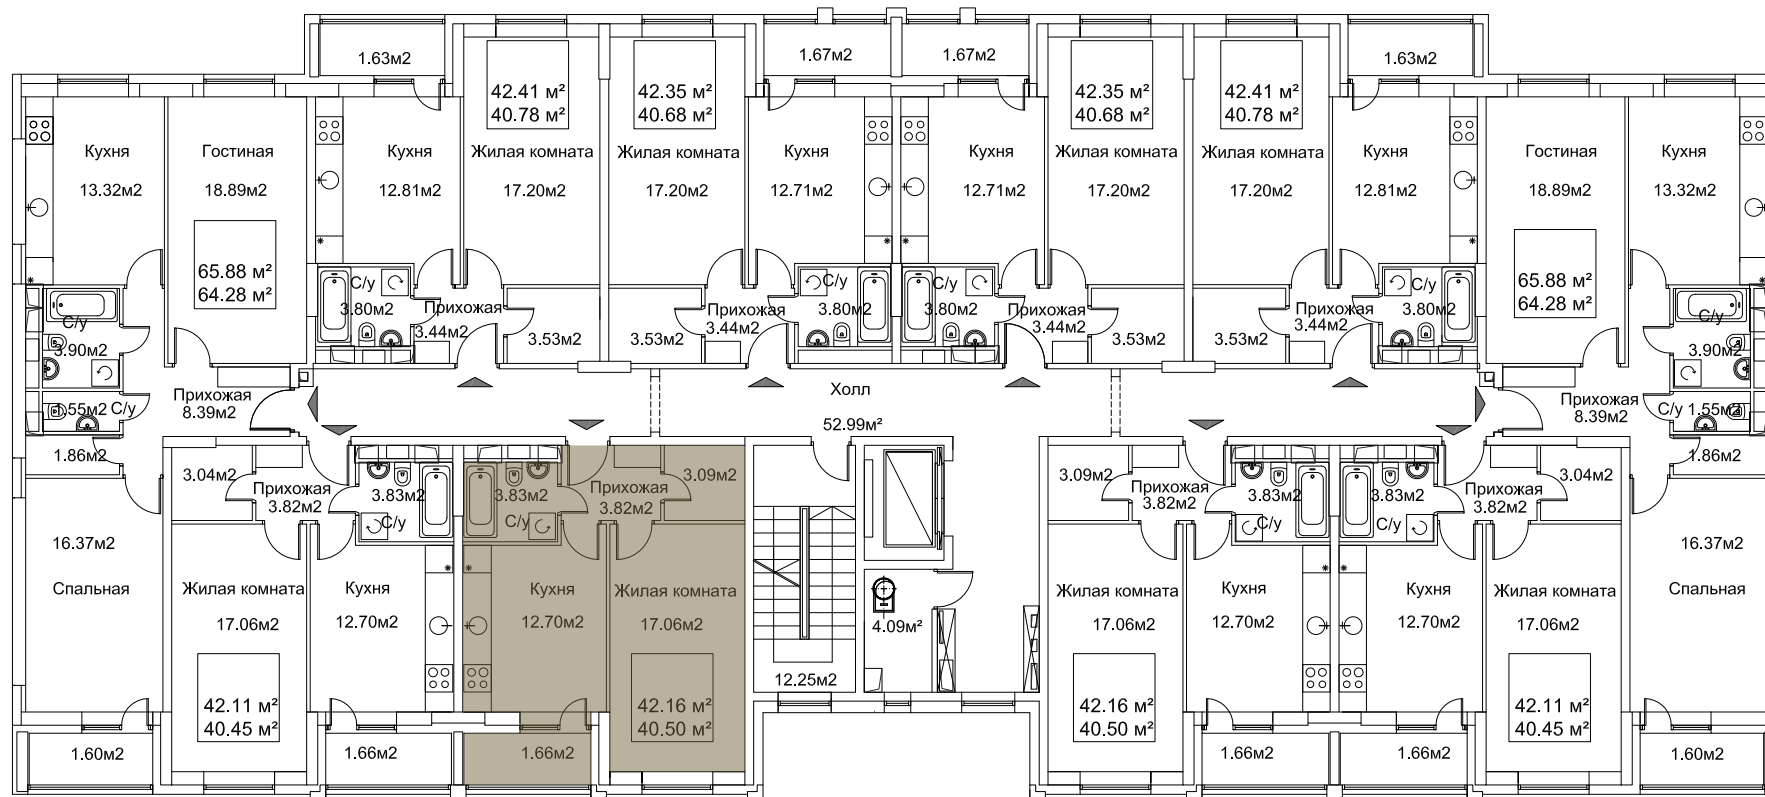 1.63м2
1.67м2
1.67м2
1.63м2
42.41 м²
40.78 м²
42.35 м²
40.68 м²
42.35 м²
40.68 м²
42.41 м²
40.78 м²
Кухня
13.32м2
Гостиная
18.89м2
65.88 м²
64.28 м²
Кухня
12.81м2
Жилая комната
17.20м2
Жилая комната
17.20м2
Кухня
12.71м2
Кухня
12.71м2
Жилая комната
17.20м2
Жилая комната
17.20м2
Кухня
12.81м2
Гостиная
18.89м2
65.88 м²
64.28 м²
Кухня
13.32м2
С/у
3.90м2
С/у
3.80м2
Прихожая
3.44м2
3.53м2
3.53м2
Прихожая
3.44м2
С/у
3.80м2
С/у
3.80м2
Прихожая
3.44м2
3.53м2
3.53м2
Прихожая
3.44м2
С/у
3.80м2
С/у
3.90м2
1.55м2 С/у
Прихожая
8.39м2
Холл
52.99м²
Прихожая
8.39м2
С/у 1.55м2
1.86м2
3.04м2
Прихожая
3.82м2
3.83м2
С/у
3.83м2
С/у
Прихожая
3.82м2
3.09м2
3.09м2
Прихожая
3.82м2
3.83м2
С/у
3.83м2
С/у
Прихожая
3.82м2
3.04м2
1.86м2
16.37м2
Спальная
Жилая комната
17.06м2
Кухня
12.70м2
Кухня
12.70м2
Жилая комната
17.06м2
12.25м2
4.09м²
Жилая комната
17.06м2
Кухня
12.70м2
Кухня
12.70м2
Жилая комната
17.06м2
16.37м2
Спальная
42.11 м²
40.45 м²
42.16 м²
40.50 м²
42.16 м²
40.50 м²
42.11 м²
40.45 м²
1.60м2
1.66м2
1.66м2
1.66м2
1.66м2
1.60м2